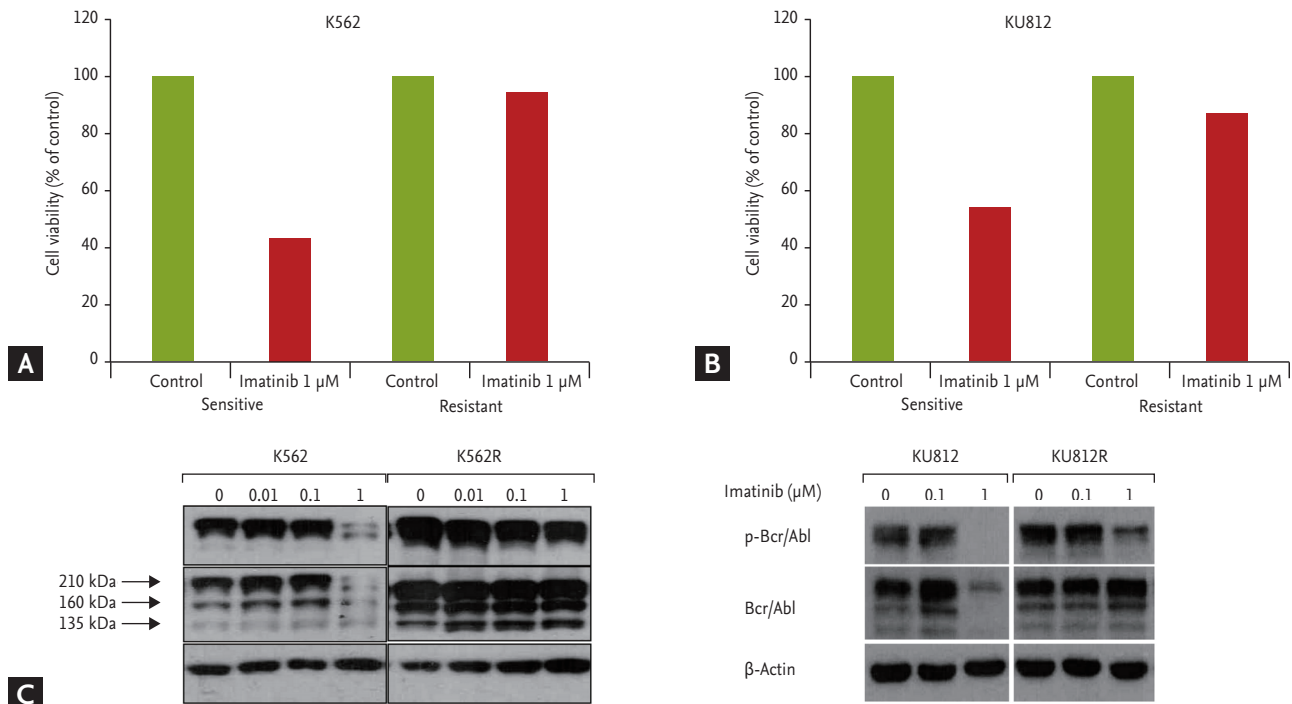 K562
Cell viability (% of control)
120
100
80
60
40
20
0
Control Imatinib 1 µM Control Imatinib 1 µM
Sensitive Resistant
A
KU812
Cell viability (% of control)
120
100
80
60
40
20
0
Control Imatinib 1 µM Control Imatinib 1 µM
Sensitive Resistant
B
K562 K562R
0 0.01 0.1 1 0 0.01 0.1 1
210 kDa
160 kDa
135 kDa
C
KU812 KU812R
Imatinib (µM) 0 0.1 1 0 0.1 1
p-Bcr/Abl
Bcr/Abl
β-Actin